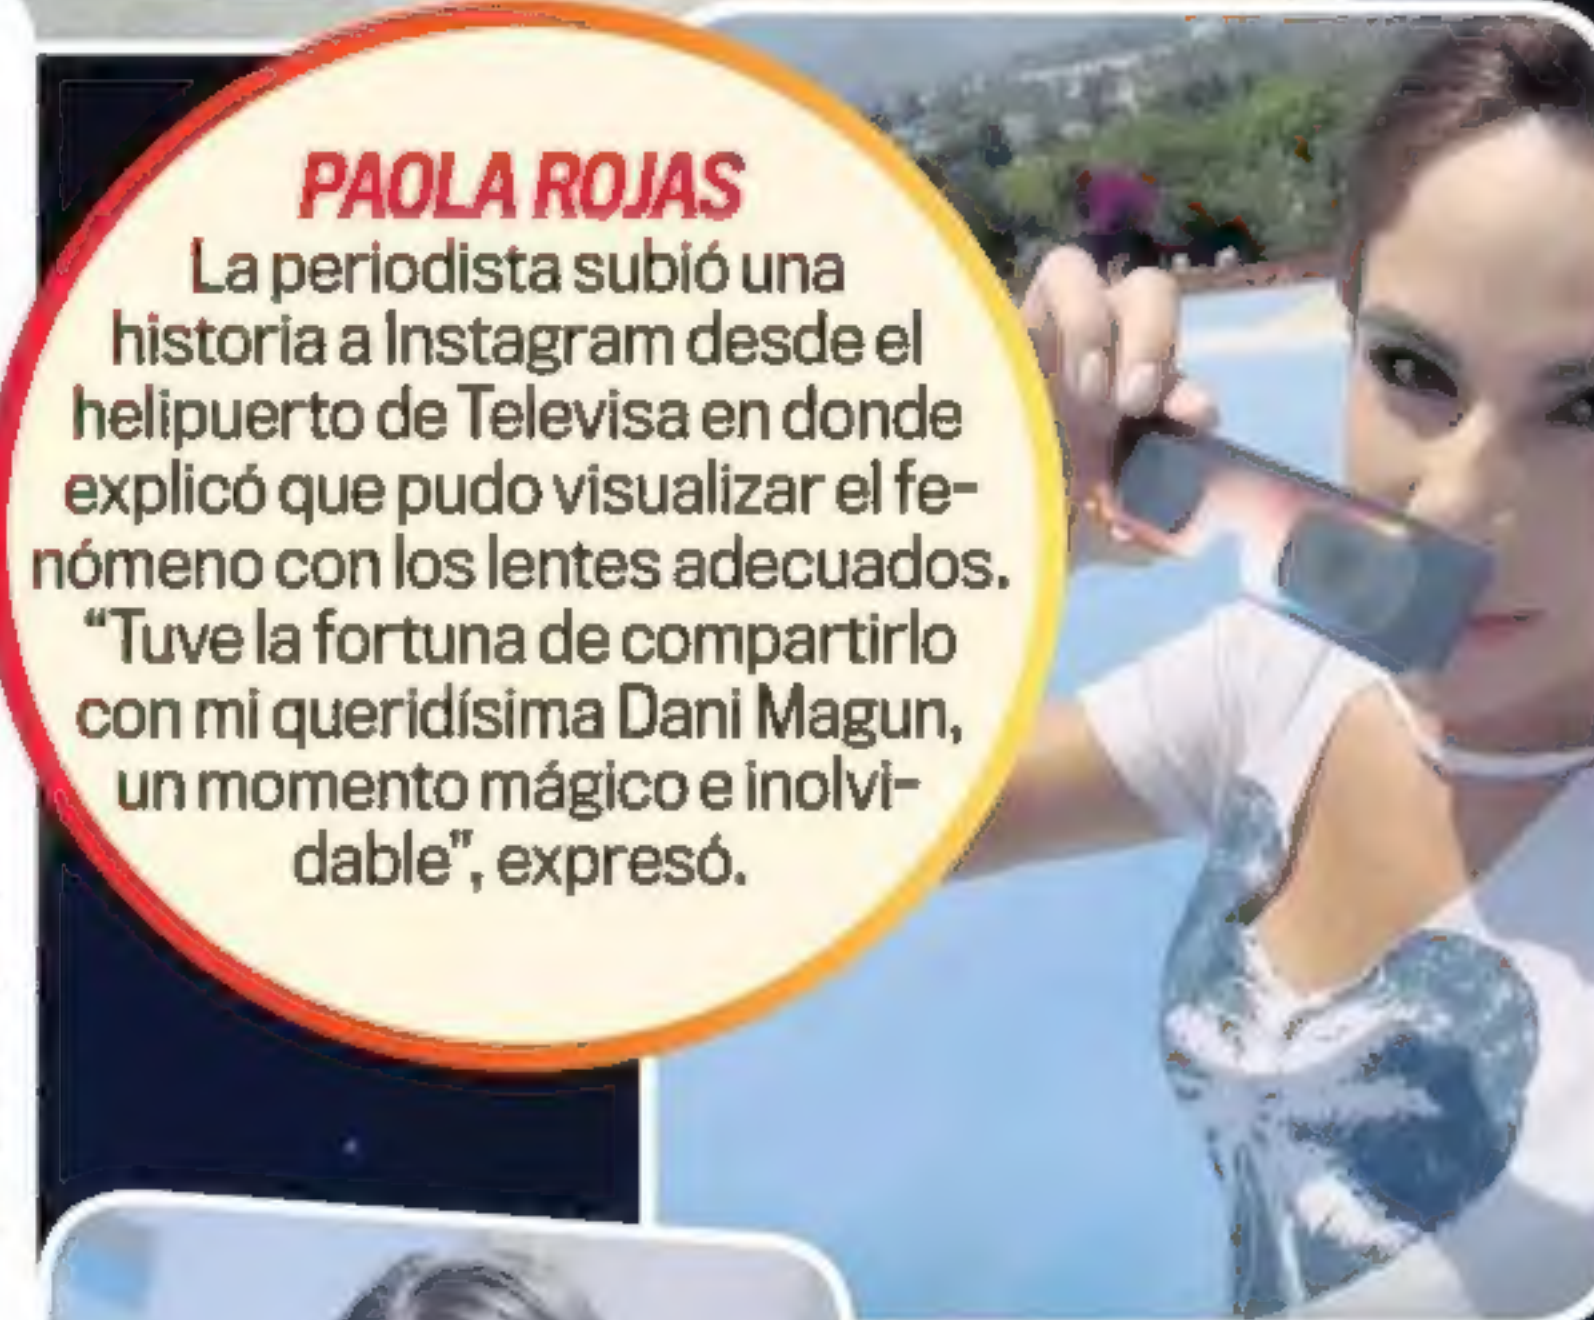 PAOLA ROJAS
La periodista subió una
historia a Instagram desde el
helipuerto de Televisa en donde
explicó que pudo visualizar el fe-
nómeno con los lentes adecuados.
“Tuve la fortuna de compartirlo
con mi queridísima Dani Magun,
un momento mágico e inolvi-
dable”, expresó.